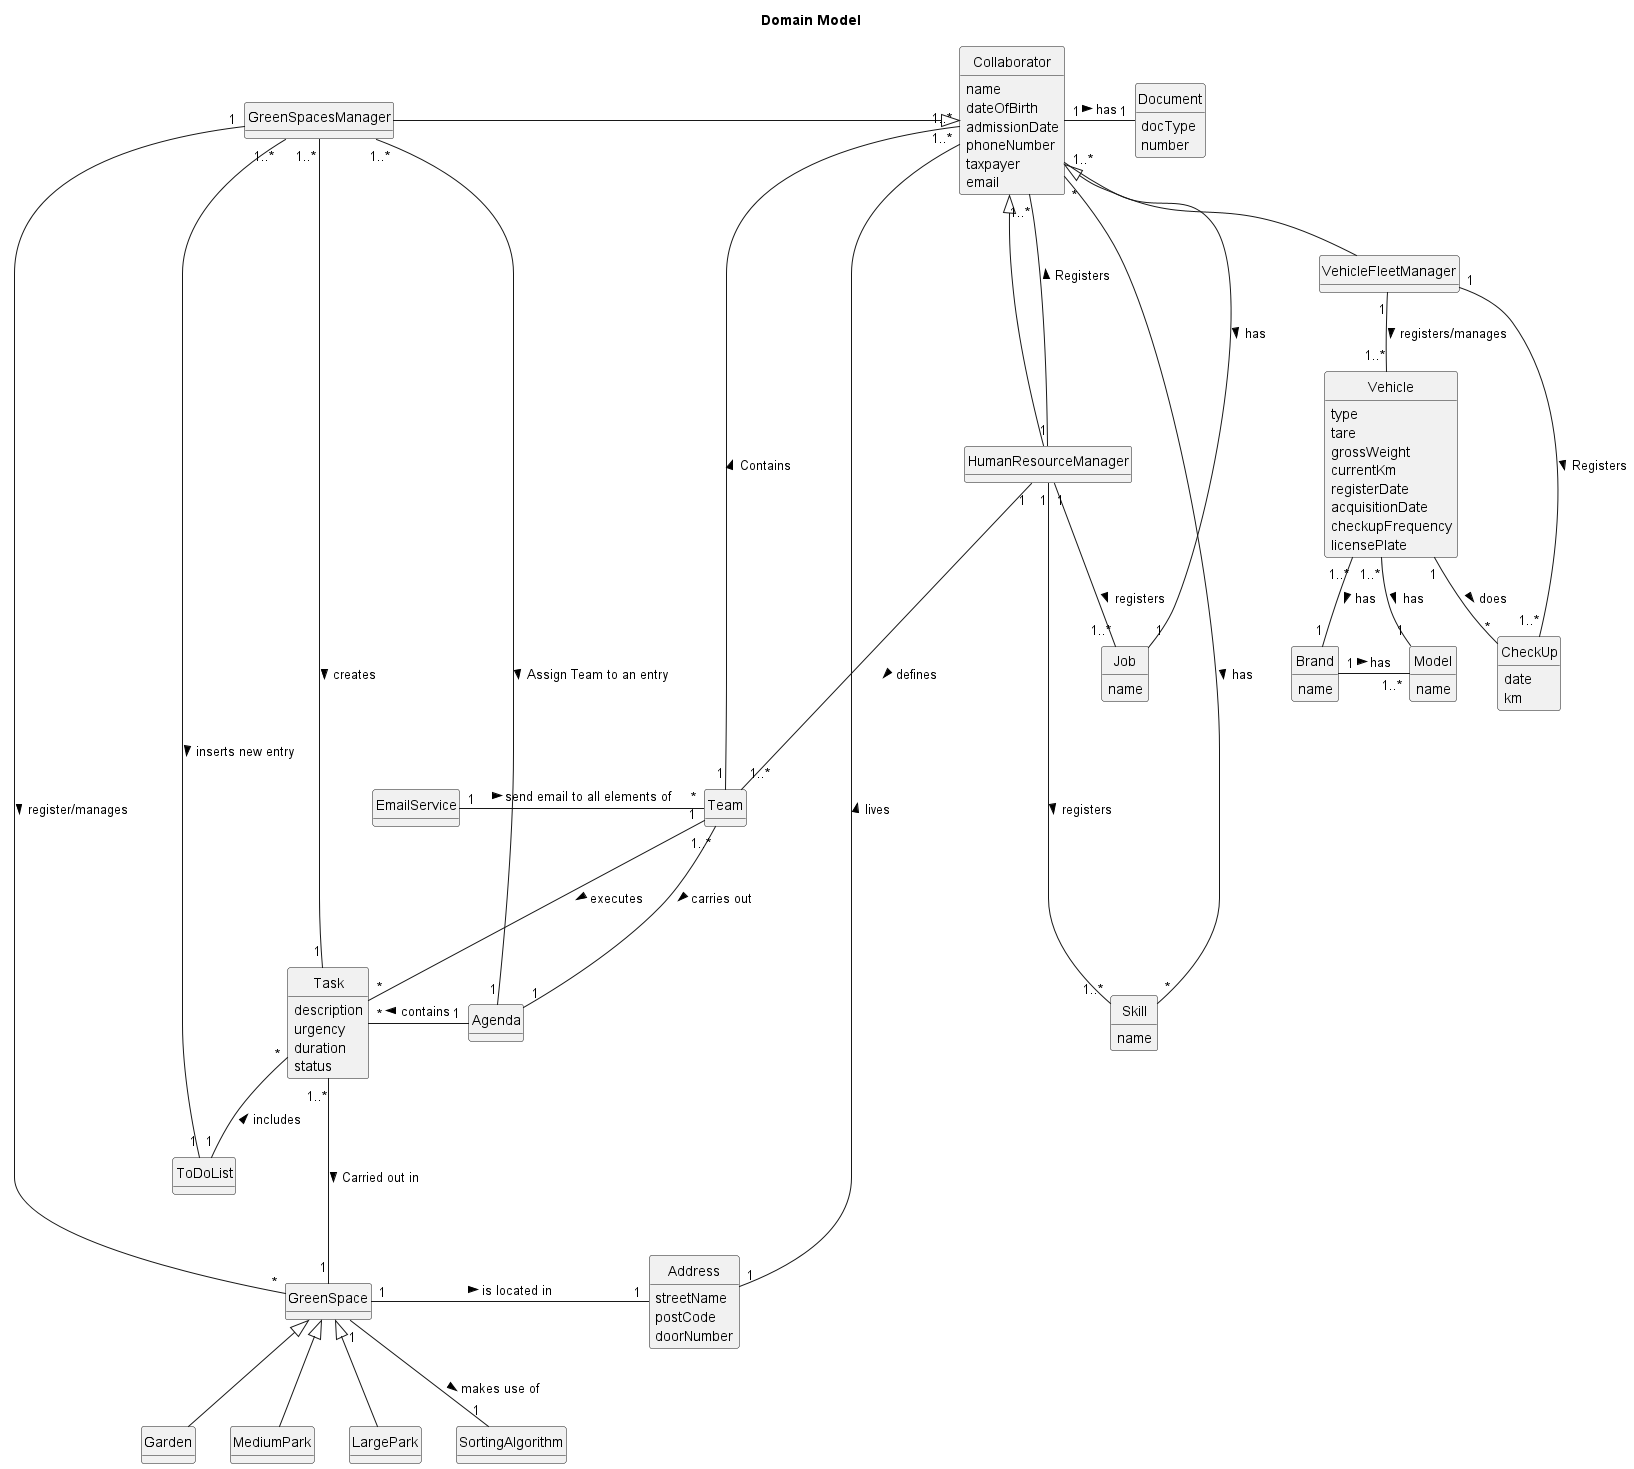 Domain Model
Collaborator
name
dateOfBirth
admissionDate
phoneNumber
taxpayer
email
1 has 1
Document
docType
number
GreenSpacesManager
1
1..*
1..*
1..*
1..*
1..*
1..*
*
1..*
Registers
VehicleFleetManager
1
1
has
registers/manages
1..*
Vehicle
type
tare
grossWeight
currentKm
registerDate
acquisitionDate
checkupFrequency
licensePlate
1
HumanResourceManager
1
1
1
Contains
Registers
1..*
1..*
1
has
has
does
registers
1..*
1
1
1
*
1..*
Job
name
Brand
name
1 has
1..*
Model
name
CheckUp
date
km
creates
Assign Team to an entry
defines
has
inserts new entry
1
1..*
EmailService
1
send email to all elements of
*
Team
1
1..*
register/manages
lives
registers
executes
carries out
1
*
1
1
1..*
*
Task
description
urgency
duration
status
* contains 1
Agenda
Skill
name
*
1..*
includes
1
1
ToDoList
Carried out in
1
*
GreenSpace
1
is located in
1
1
Address
streetName
postCode
doorNumber
1
makes use of
1
Garden
MediumPark
LargePark
SortingAlgorithm